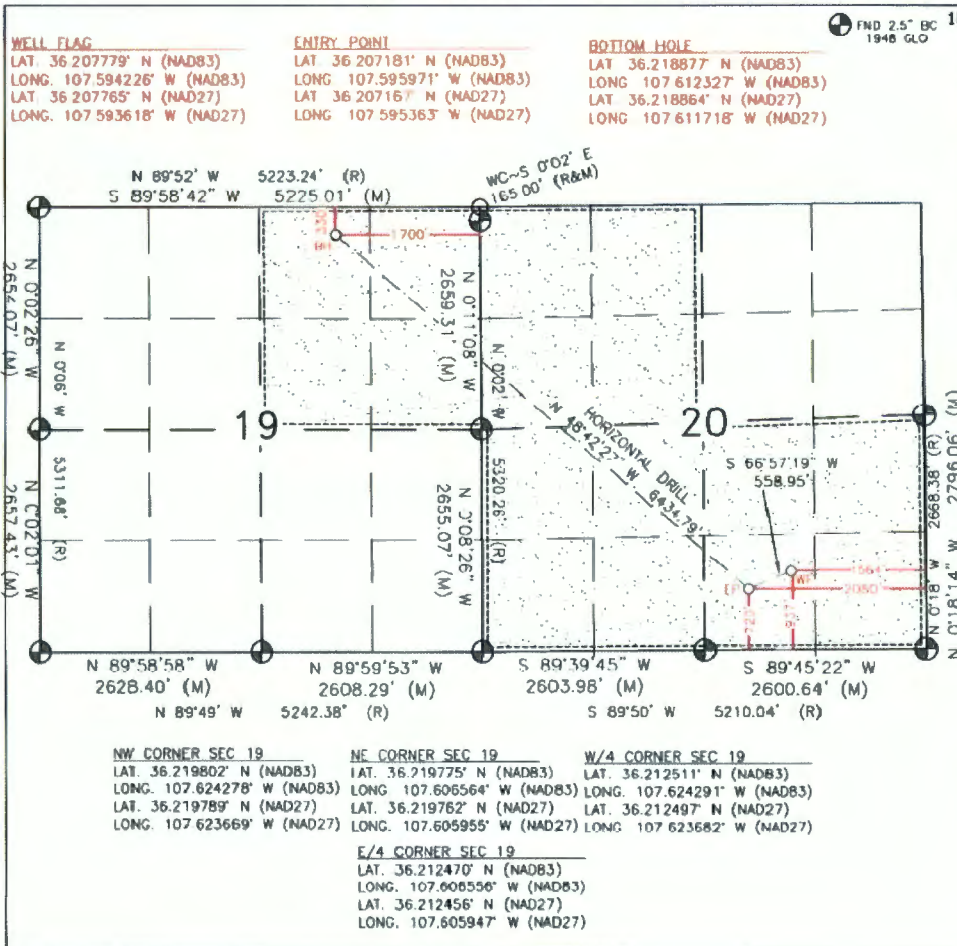 FND 2.5" BC
1948 GLO
WELL FLAG
LAT. 36.207779° N (NAD83)
LONG. 107.594226° W (NAD83)
LAT 36.207765° N (NAD27)
LONG. 107.593618° W (NAD27)
ENTRY POINT
LAT 36.207181° N (NAD83)
LONG. 107.595971° W (NAD83)
LAT 36.207167° N (NAD27)
LONG. 107.595363° W (NAD27)
BOTTOM HOLE
LAT 36.218877° N (NAD83)
LONG 107.612327° W (NAD83)
LAT 36.218864° N (NAD27)
LONG 107.611718° W (NAD27)
N 89°52' W 5223.24' (R)
S 89°58'42" W 5225.01' (M)
WC~S 0°02' E
165.00' (R&M)
330'
BH
1700'
N 0°02'26" W
2654.07' (M)
N 0°06' W 5311.68' (R)
N 0°02'01" W
2657.43' (M)
N 0°11'08" W
2659.31' (M)
N 0°02' W 5320.26' (R)
N 0°08'26" W
2655.07' (M)
19
20
HORIZONTAL DRILL
N 48°42'27" W 6434.79'
S 66°57'19" W
558.95'
1564'
WF
EP
2080'
723'
937'
N 0°18' W 2668.38' (R)
N 0°18'14" W 2796.06' (M)
N 89°58'58" W
2628.40' (M)
N 89°59'53" W
2608.29' (M)
S 89°39'45" W
2603.98' (M)
S 89°45'22" W
2600.64' (M)
N 89°49' W 5242.38' (R)
S 89°50' W 5210.04' (R)
NW CORNER SEC 19
LAT. 36.219802° N (NAD83)
LONG. 107.624278° W (NAD83)
LAT. 36.219789° N (NAD27)
LONG. 107.623669° W (NAD27)
NE CORNER SEC 19
LAT. 36.219775° N (NAD83)
LONG 107.606564° W (NAD83)
LAT. 36.219762° N (NAD27)
LONG. 107.605955° W (NAD27)
W/4 CORNER SEC 19
LAT. 36.212511° N (NAD83)
LONG. 107.624291° W (NAD83)
LAT. 36.212497° N (NAD27)
LONG 107.623682° W (NAD27)
E/4 CORNER SEC 19
LAT. 36.212470° N (NAD83)
LONG. 107.606556° W (NAD83)
LAT. 36.212456° N (NAD27)
LONG. 107.605947° W (NAD27)